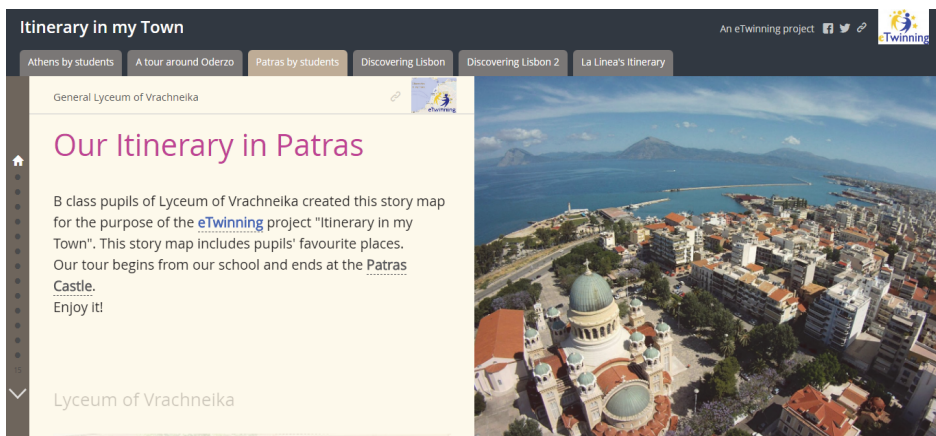 Itinerary in my Town
An eTwinning project
eTwinning
Athens by students
A tour around Oderzo
Patras by students
Discovering Lisbon
Discovering Lisbon 2
La Linea's Itinerary
General Lyceum of Vrachneika
eTwinning
Our Itinerary in Patras
B class pupils of Lyceum of Vrachneika created this story map
for the purpose of the eTwinning project "Itinerary in my
Town". This story map includes pupils' favourite places.
Our tour begins from our school and ends at the Patras
Castle.
Enjoy it!
15
Lyceum of Vrachneika